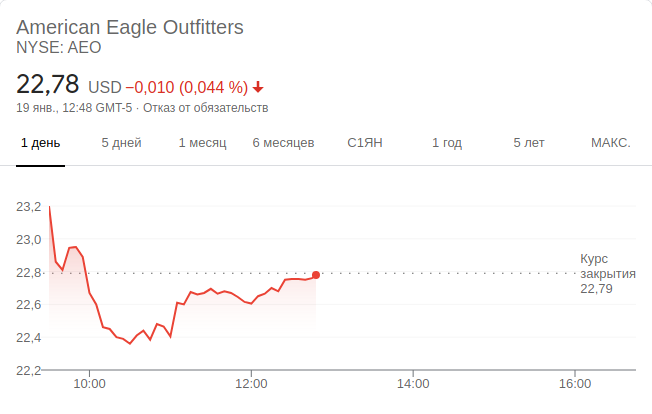 American Eagle Outfitters
NYSE: AEO
22,78 USD −0,010 (0,044 %)
19 янв., 12:48 GMT-5 · Отказ от обязательств
1 день 5 дней 1 месяц 6 месяцев С1ЯН 1 год 5 лет МАКС.
23,2
23,0
22,8
22,6
22,4
22,2
Курс
закрытия
22,79
10:00 12:00 14:00 16:00